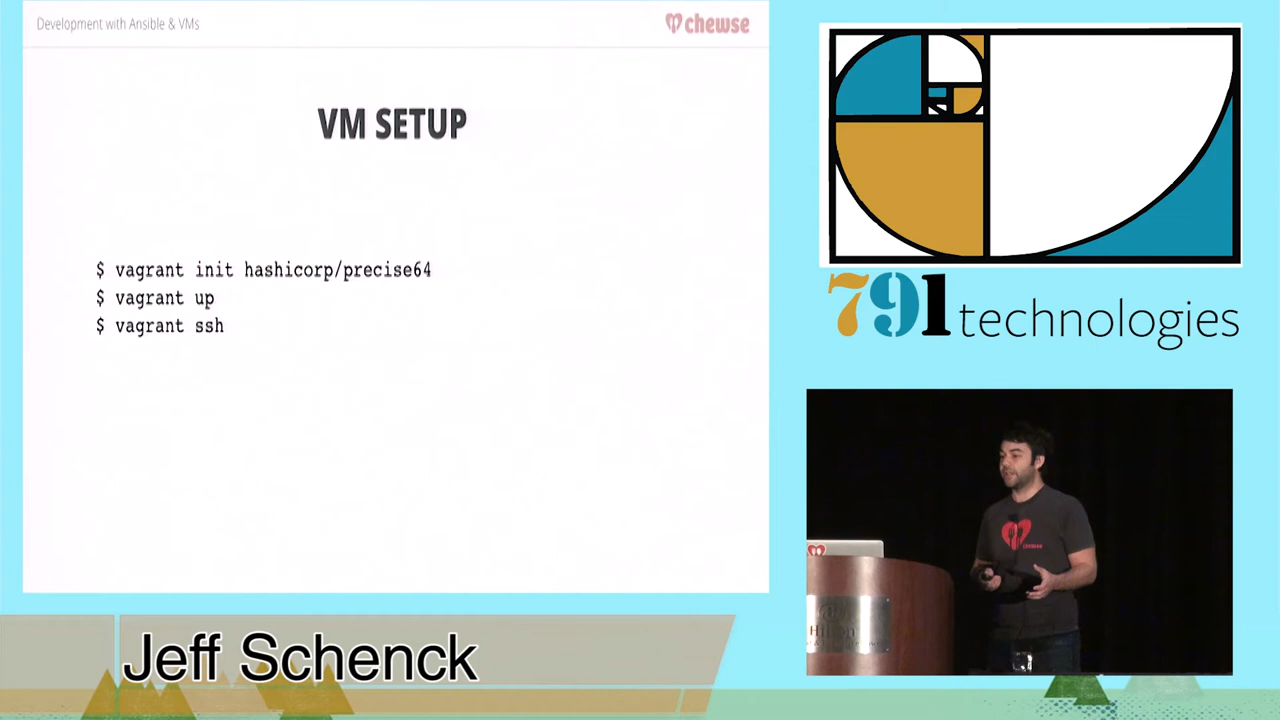 Development with Ansible & VMs
chewse
VM SETUP
$ vagrant init hashicorp/precise64
$ vagrant up
$ vagrant ssh
791 technologies
Hilton
Jeff Schenck